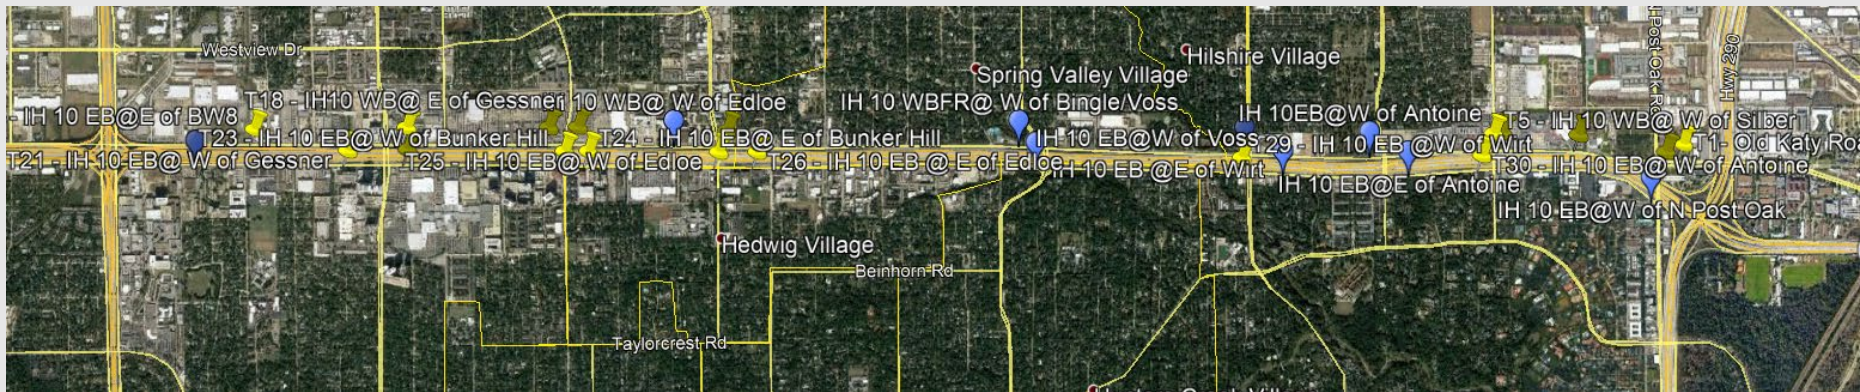 Westview Dr
Hilshire Village
Spring Valley Village
N Post Oak Rd
Hwy 290
T18 - IH10 WB@ E of Gessner
10 WB@ W of Edloe
IH 10 WBFR@ W of Bingle/Voss
IH 10EB@W of Antoine
- IH 10 EB@E of BW8
T5 - IH 10 WB@ W of Silber
T23 - IH 10 EB@ W of Bunker Hill
T24 - IH 10 EB@ E of Bunker Hill
IH 10 EB@W of Voss
T29 - IH 10 EB @W of Wirt
T1- Old Katy Roa
T21 - IH 10 EB@ W of Gessner
T25 - IH 10 EB@ W of Edloe
T26 - IH 10 EB @ E of Edloe
IH 10 EB @E of Wirt
T30 - IH 10 EB@ W of Antoine
IH 10 EB@E of Antoine
IH 10 EB@W of N.Post Oak
Hedwig Village
Beinhorn Rd
Taylorcrest Rd